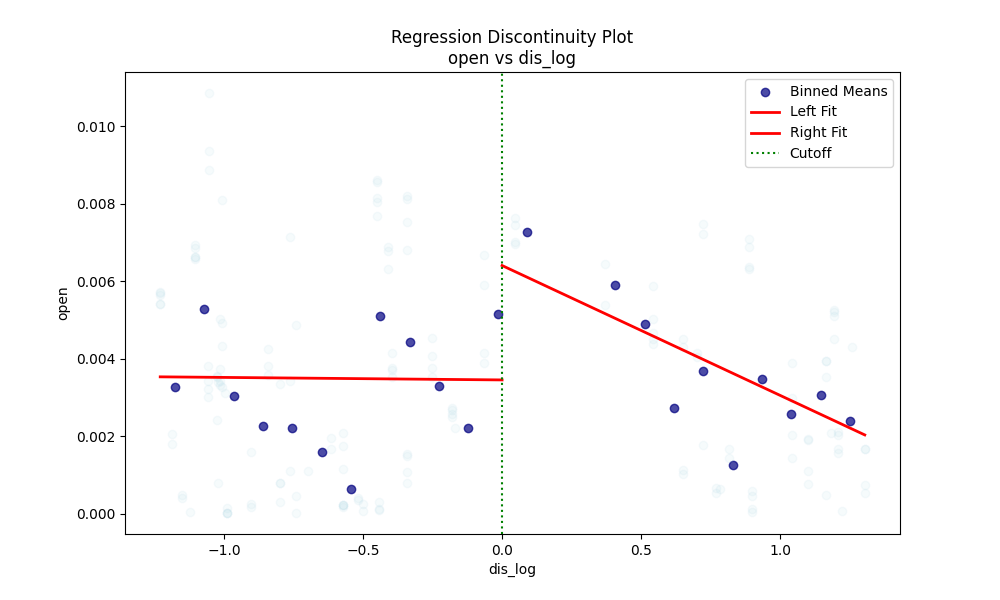 Regression Discontinuity Plot
open vs dis_log
Binned Means
Left Fit
Right Fit
Cutoff
0.010
0.008
0.006
0.004
0.002
0.000
open
−1.0
−0.5
0.0
0.5
1.0
dis_log